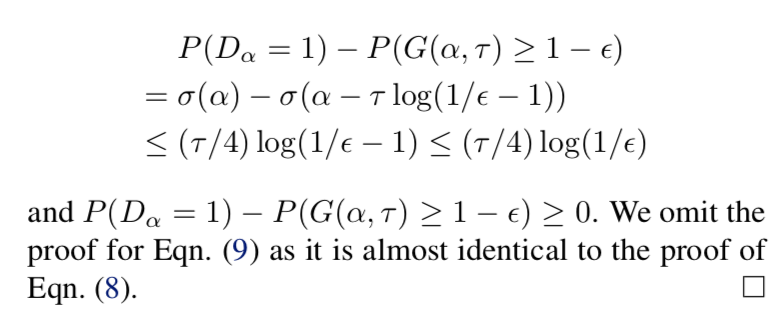 P(D_α = 1) − P(G(α, τ) ≥ 1 − ϵ)
= σ(α) − σ(α − τ log(1/ϵ − 1))
≤ (τ/4) log(1/ϵ − 1) ≤ (τ/4) log(1/ϵ)
and P(D_α = 1) − P(G(α, τ) ≥ 1 − ϵ) ≥ 0. We omit the
proof for Eqn. (9) as it is almost identical to the proof of
Eqn. (8). □